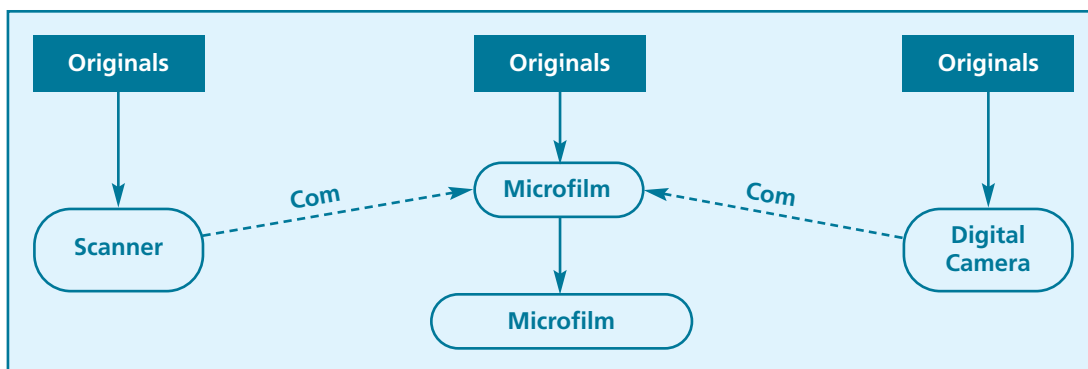 Originals
Originals
Originals
Com
Microfilm
Com
Scanner
Digital
Camera
Microfilm